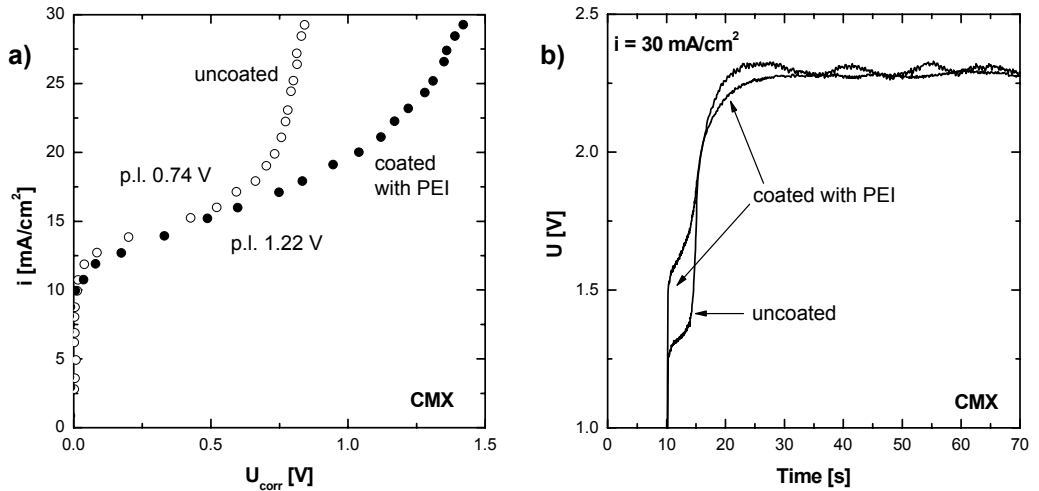 a)
30
25
20
15
10
5
0
i [mA/cm²]
uncoated
p.l. 0.74 V
coated
with PEI
p.l. 1.22 V
CMX
0.0
0.5
1.0
1.5
U_corr [V]
b)
2.5
2.0
1.5
1.0
U [V]
i = 30 mA/cm²
coated with PEI
uncoated
CMX
0
10
20
30
40
50
60
70
Time [s]